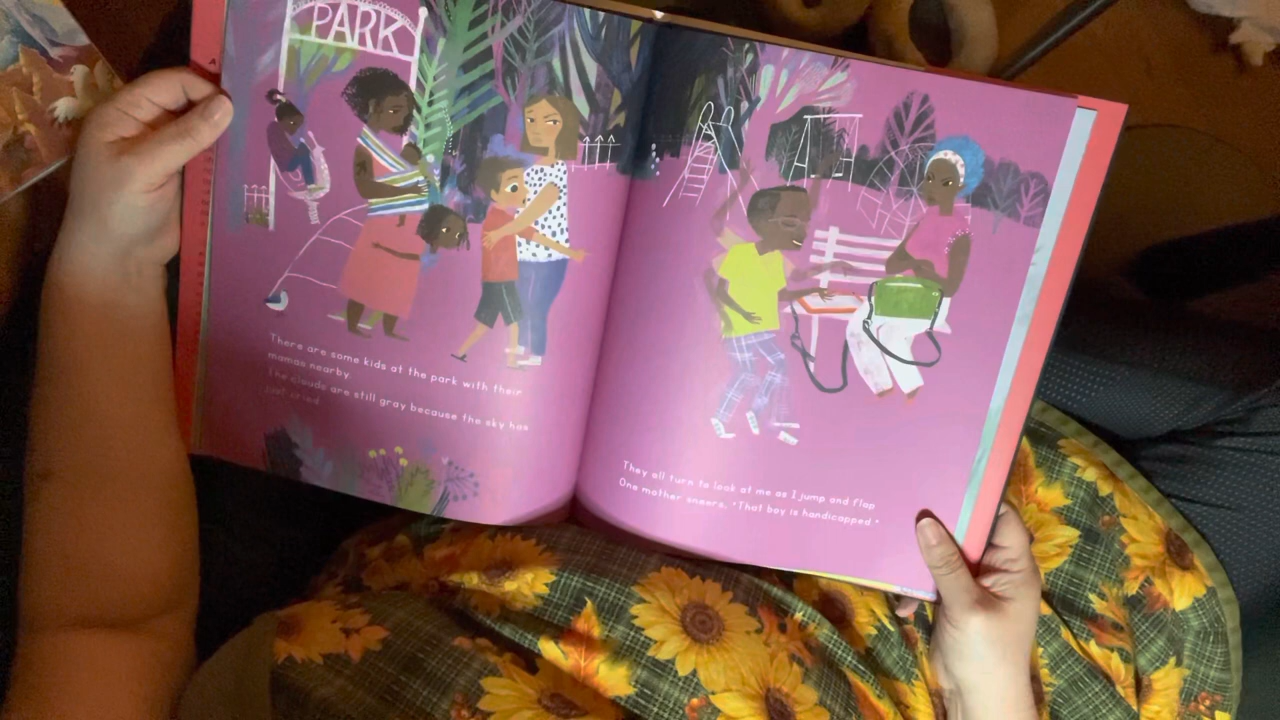 PARK
There are some kids at the park with their
mamas nearby.
The clouds are still gray because the sky has
just cried
They all turn to look at me as I jump and flap
One mother sneers, "That boy is handicapped."